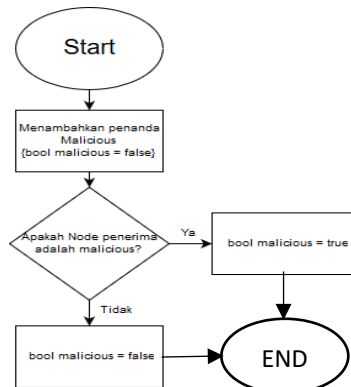 Start
Menambahkan penanda
Malicious
{bool malicious = false}
Apakah Node penerima
adalah malicious?
Ya
bool malicious = true
Tidak
bool malicious = false
END